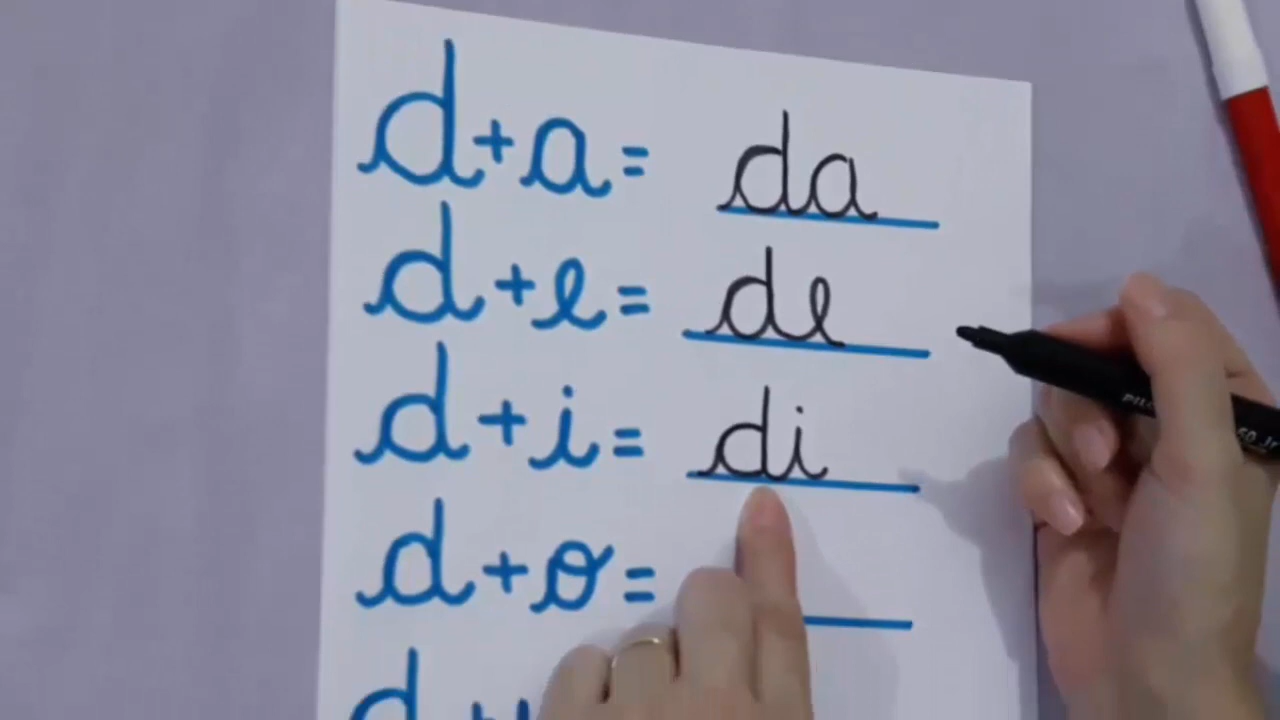 d+a= da
d+e= de
d+i= di
d+o=
d+